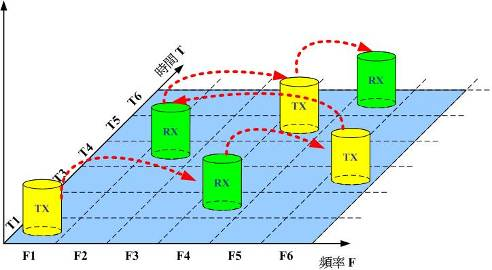 時間 T
T6
T5
T4
T3
T1
RX
TX
RX
TX
RX
TX
F1 F2 F3 F4 F5 F6 頻率 F